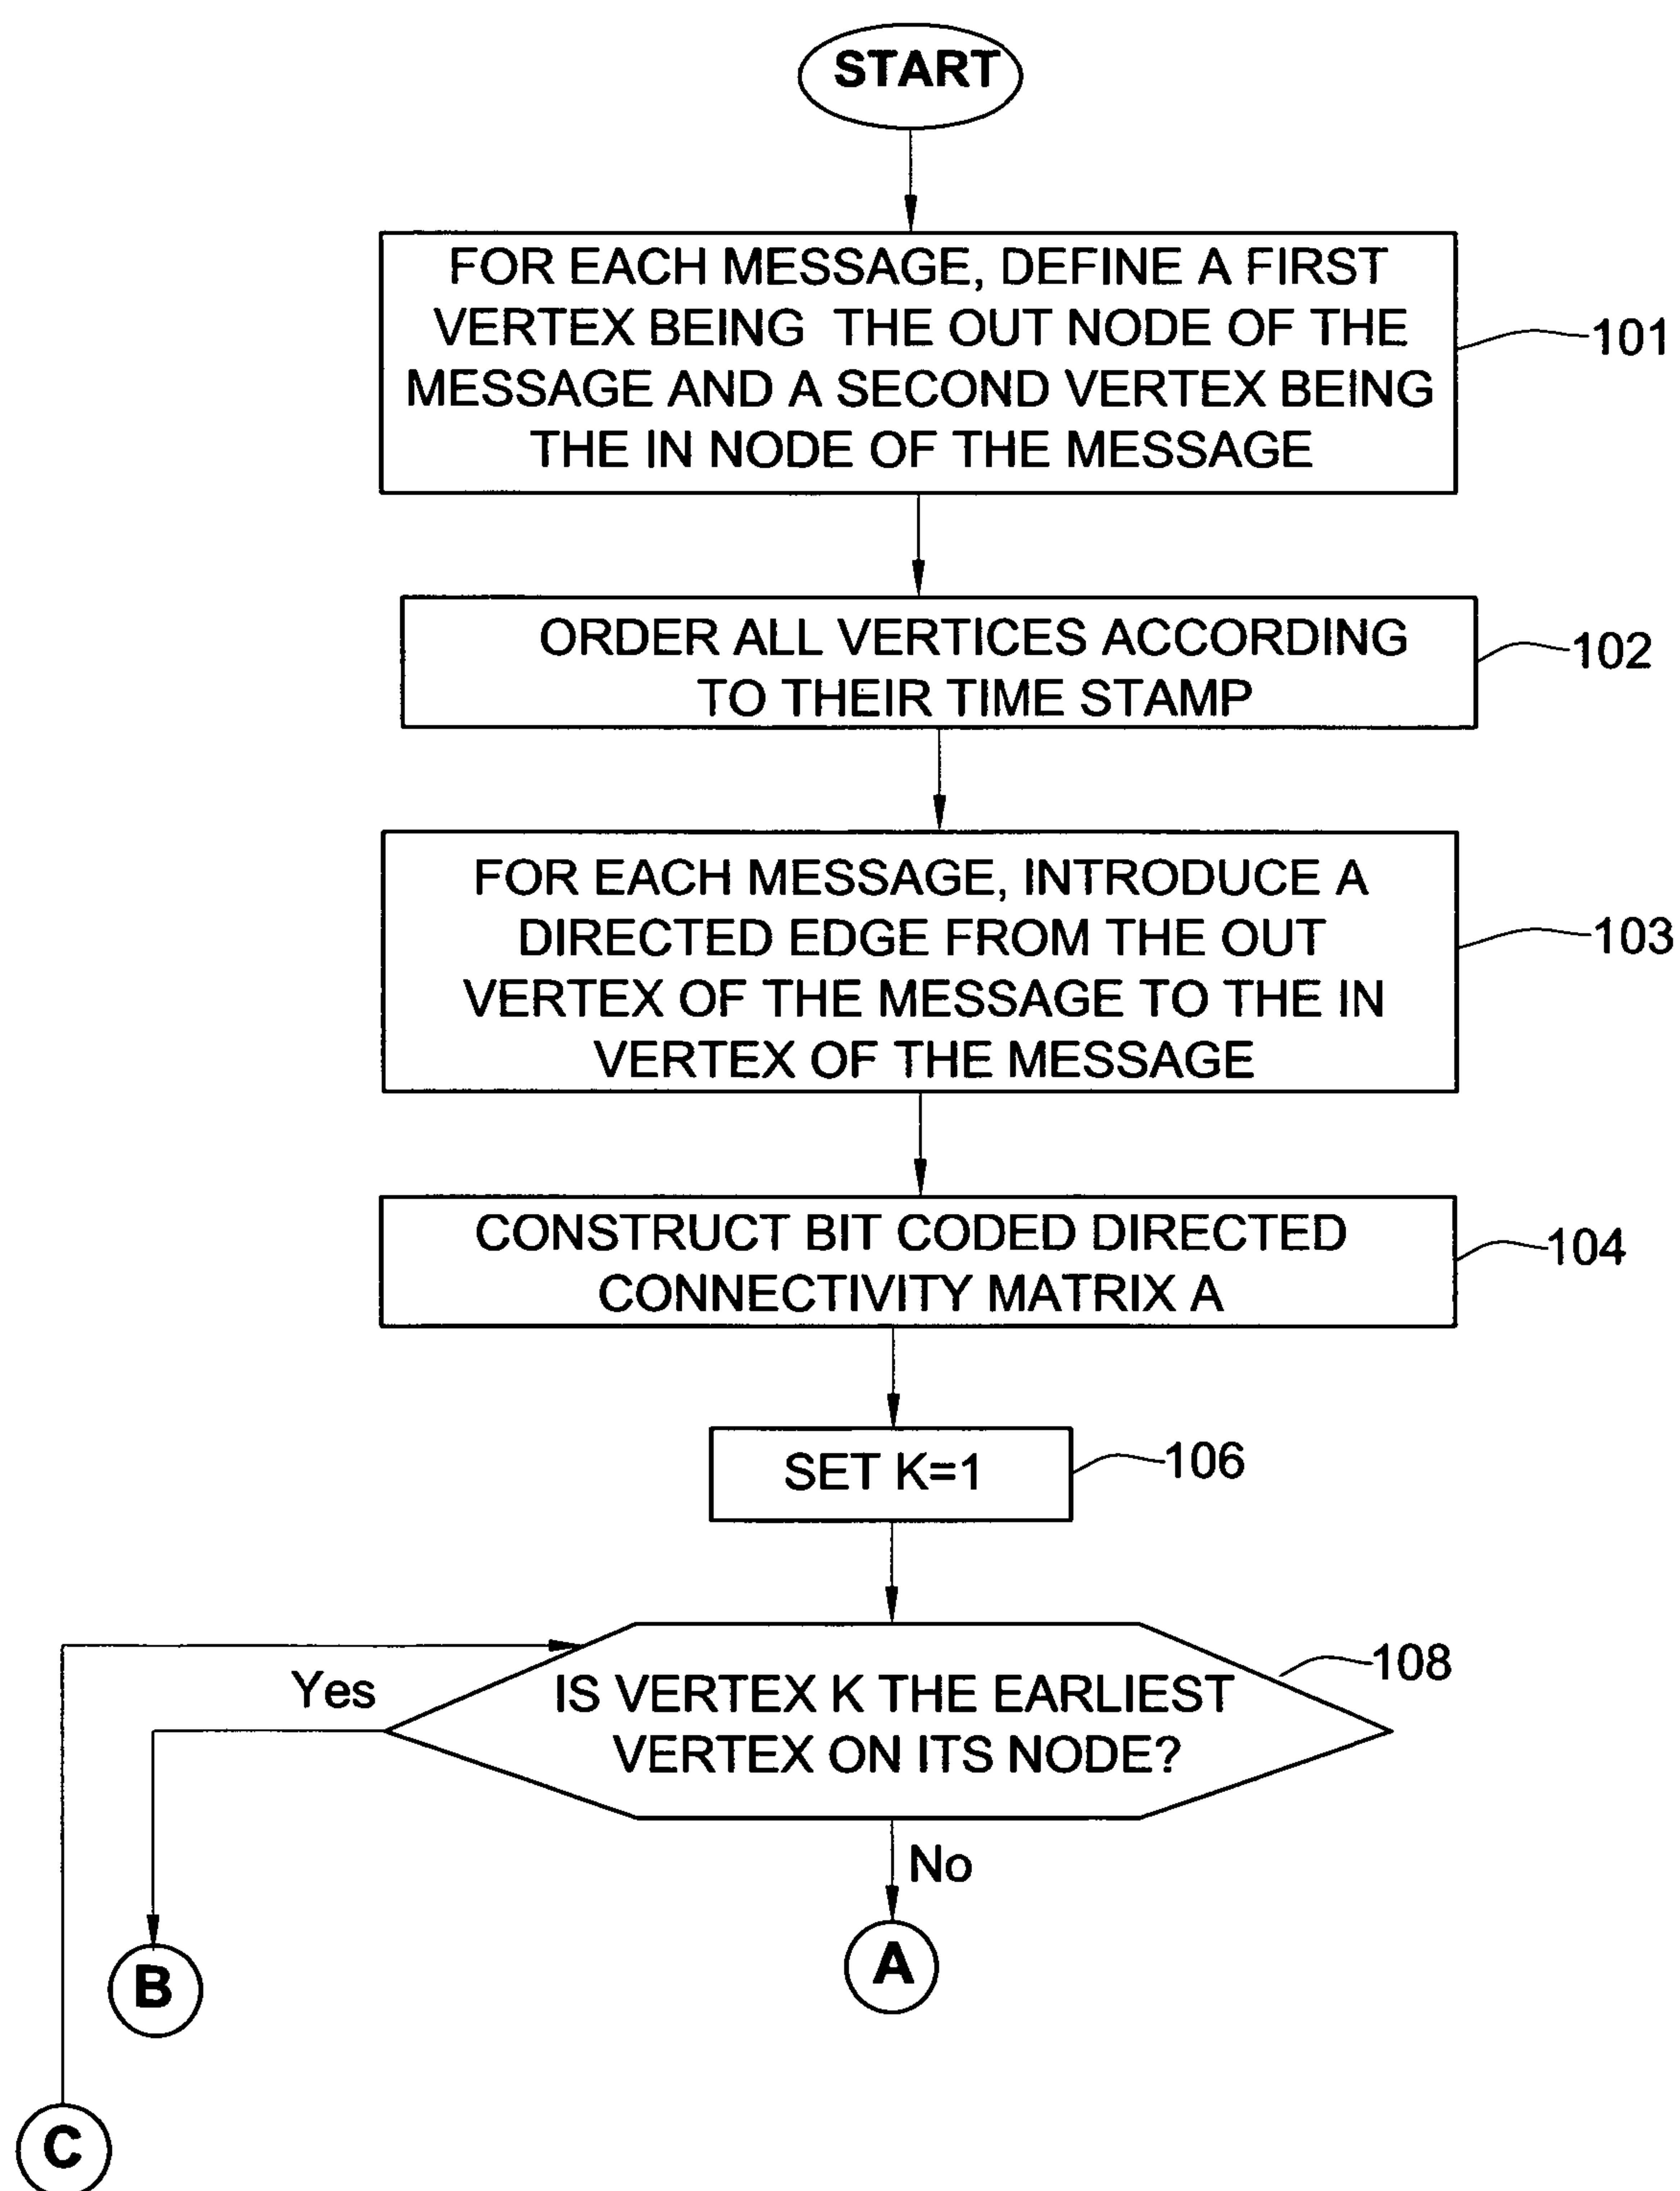 START
FOR EACH MESSAGE, DEFINE A FIRST
VERTEX BEING THE OUT NODE OF THE
MESSAGE AND A SECOND VERTEX BEING
THE IN NODE OF THE MESSAGE
101
ORDER ALL VERTICES ACCORDING
TO THEIR TIME STAMP
102
FOR EACH MESSAGE, INTRODUCE A
DIRECTED EDGE FROM THE OUT
VERTEX OF THE MESSAGE TO THE IN
VERTEX OF THE MESSAGE
103
CONSTRUCT BIT CODED DIRECTED
CONNECTIVITY MATRIX A
104
SET K=1
106
IS VERTEX K THE EARLIEST
VERTEX ON ITS NODE?
108
Yes
No
A
B
C